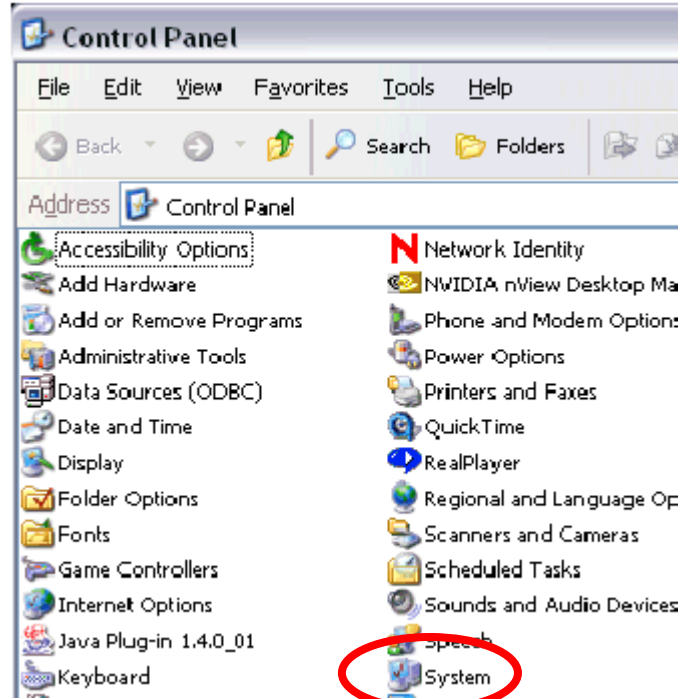 Control Panel
File Edit View Favorites Tools Help
Back Search Folders
Address Control Panel
Accessibility Options
Add Hardware
Add or Remove Programs
Administrative Tools
Data Sources (ODBC)
Date and Time
Display
Folder Options
Fonts
Game Controllers
Internet Options
Java Plug-in 1.4.0_01
Keyboard
Network Identity
NVIDIA nView Desktop Ma
Phone and Modem Options
Power Options
Printers and Faxes
QuickTime
RealPlayer
Regional and Language Op
Scanners and Cameras
Scheduled Tasks
Sounds and Audio Devices
Speech
System